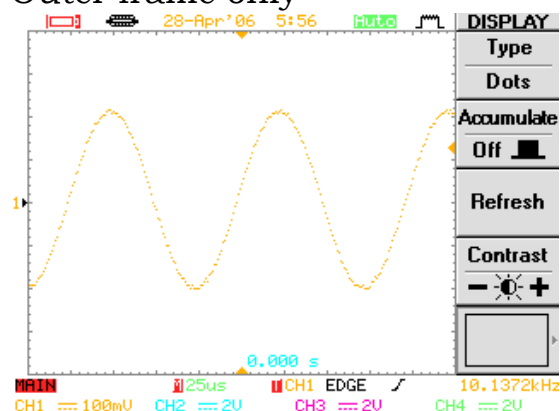 Outer frame only
28-Apr'06 5:56 Auto
DISPLAY
Type
Dots
Accumulate
Off
Refresh
Contrast
1
0.000 s
MAIN M 25us T CH1 EDGE 10.1372kHz
CH1 100mV CH2 2V CH3 2V CH4 2V